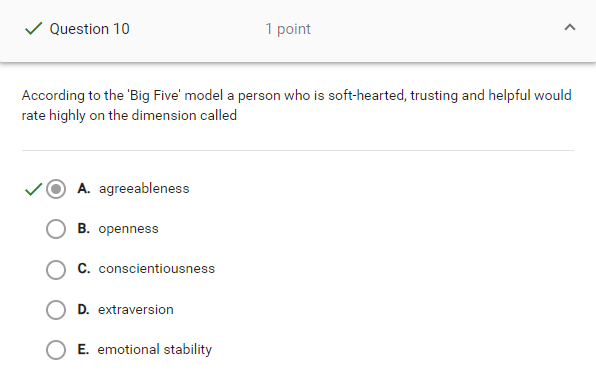 Question 10 1 point
According to the 'Big Five' model a person who is soft-hearted, trusting and helpful would
rate highly on the dimension called
A. agreeableness
B. openness
C. conscientiousness
D. extraversion
E. emotional stability